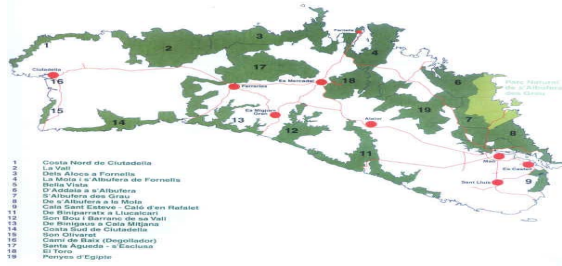 Fornells
1
2
3
4
Ciutadella
16
17
Es Mercadal
18
6
Parc Natural
de s'Albufera
des Grau
Ferreries
15
Es Migjorn
Gran
19
14
13
12
Alaior
7
8
11
Maó
Es Castell
Sant Lluís
9
1 Costa Nord de Ciutadella
2 La Vall
3 Dels Alocs a Fornells
4 La Mola i s'Albufera de Fornells
5 Bella Vista
6 D'Addaia a s'Albufera
7 S'Albufera des Grau
8 De s'Albufera a la Mola
9 Cala Sant Esteve - Caló d'en Rafalet
11 De Biniparratx a Llucalcari
12 Son Bou i Barranc de sa Vall
13 De Binigaus a Cala Mitjana
14 Costa Sud de Ciutadella
15 Son Olivaret
16 Camí de Baix (Degollador)
17 Santa Àgueda - s'Esclusa
18 El Toro
19 Penyes d'Egipte